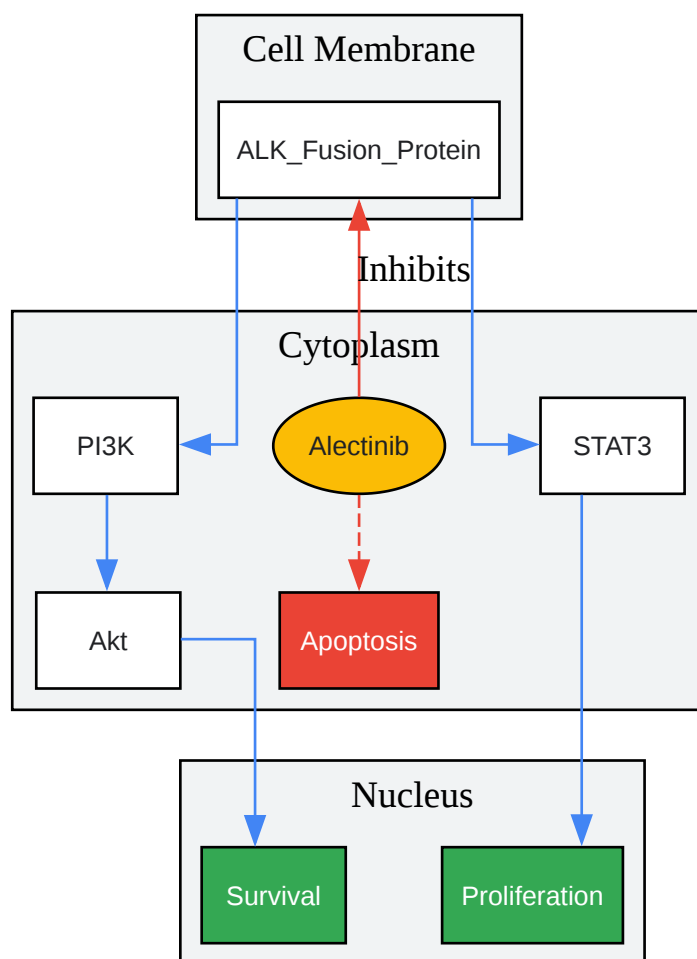 Cell Membrane
ALK_Fusion_Protein
Inhibits
Cytoplasm
PI3K
Alectinib
STAT3
Akt
Apoptosis
Nucleus
Survival
Proliferation